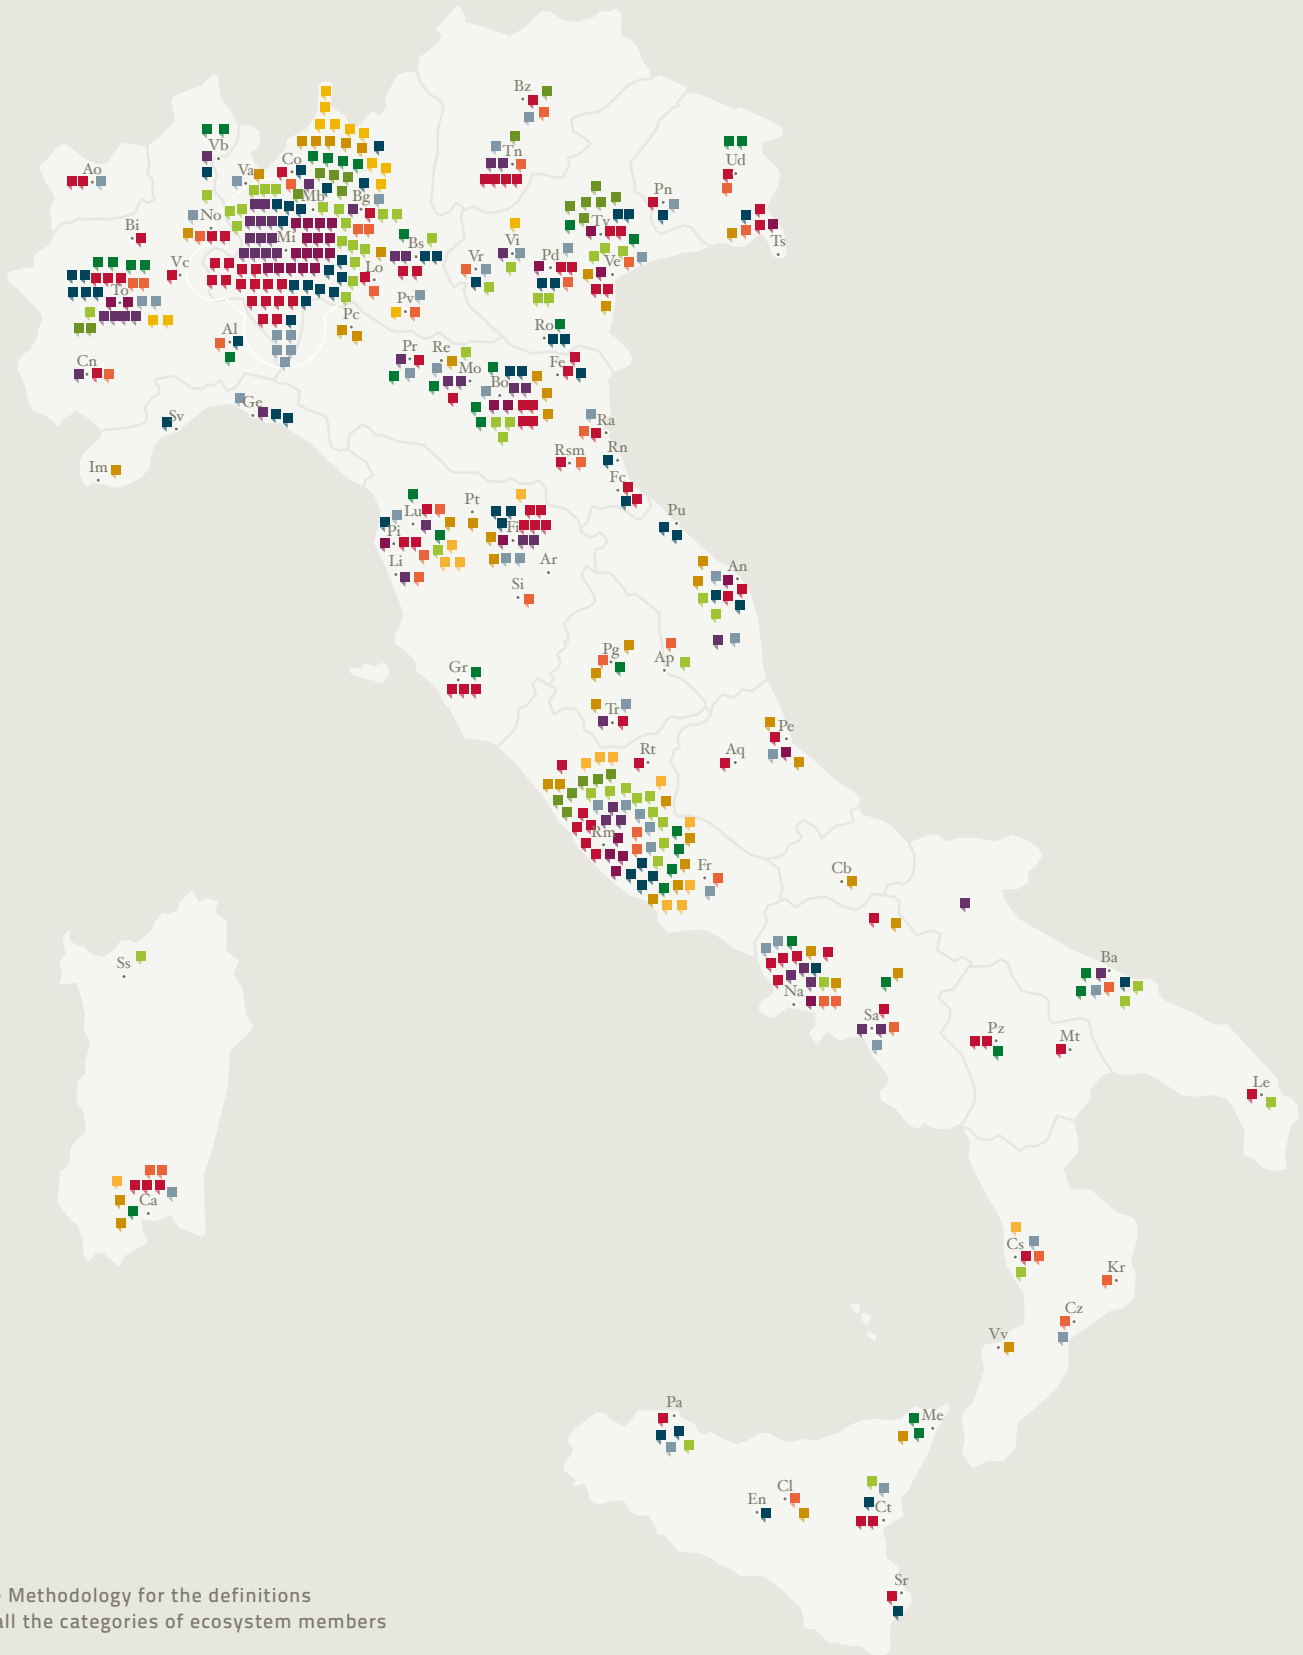 Bz
Vb
Tn
Ud
Ao
Va
Co
Mb
Bg
Pn
No
Bi
Mi
Tv
Vi
Ts
Bs
Vr
Pd
Ve
Vc
Lo
To
Pv
Pc
Al
Ro
Cn
Pr
Re
Mo
Bo
Fe
Ge
Sv
Ra
Rsm
Rn
Im
Fc
Pt
Lu
Pu
Pi
Fi
Li
Ar
An
Si
Pg
Ap
Gr
Tr
Pe
Rt
Aq
Rm
Fr
Cb
Ba
Ss
Na
Sa
Pz
Mt
Le
Ca
Cs
Kr
Cz
Vv
Pa
Me
Cl
En
Ct
Sr
Methodology for the definitions
all the categories of ecosystem members